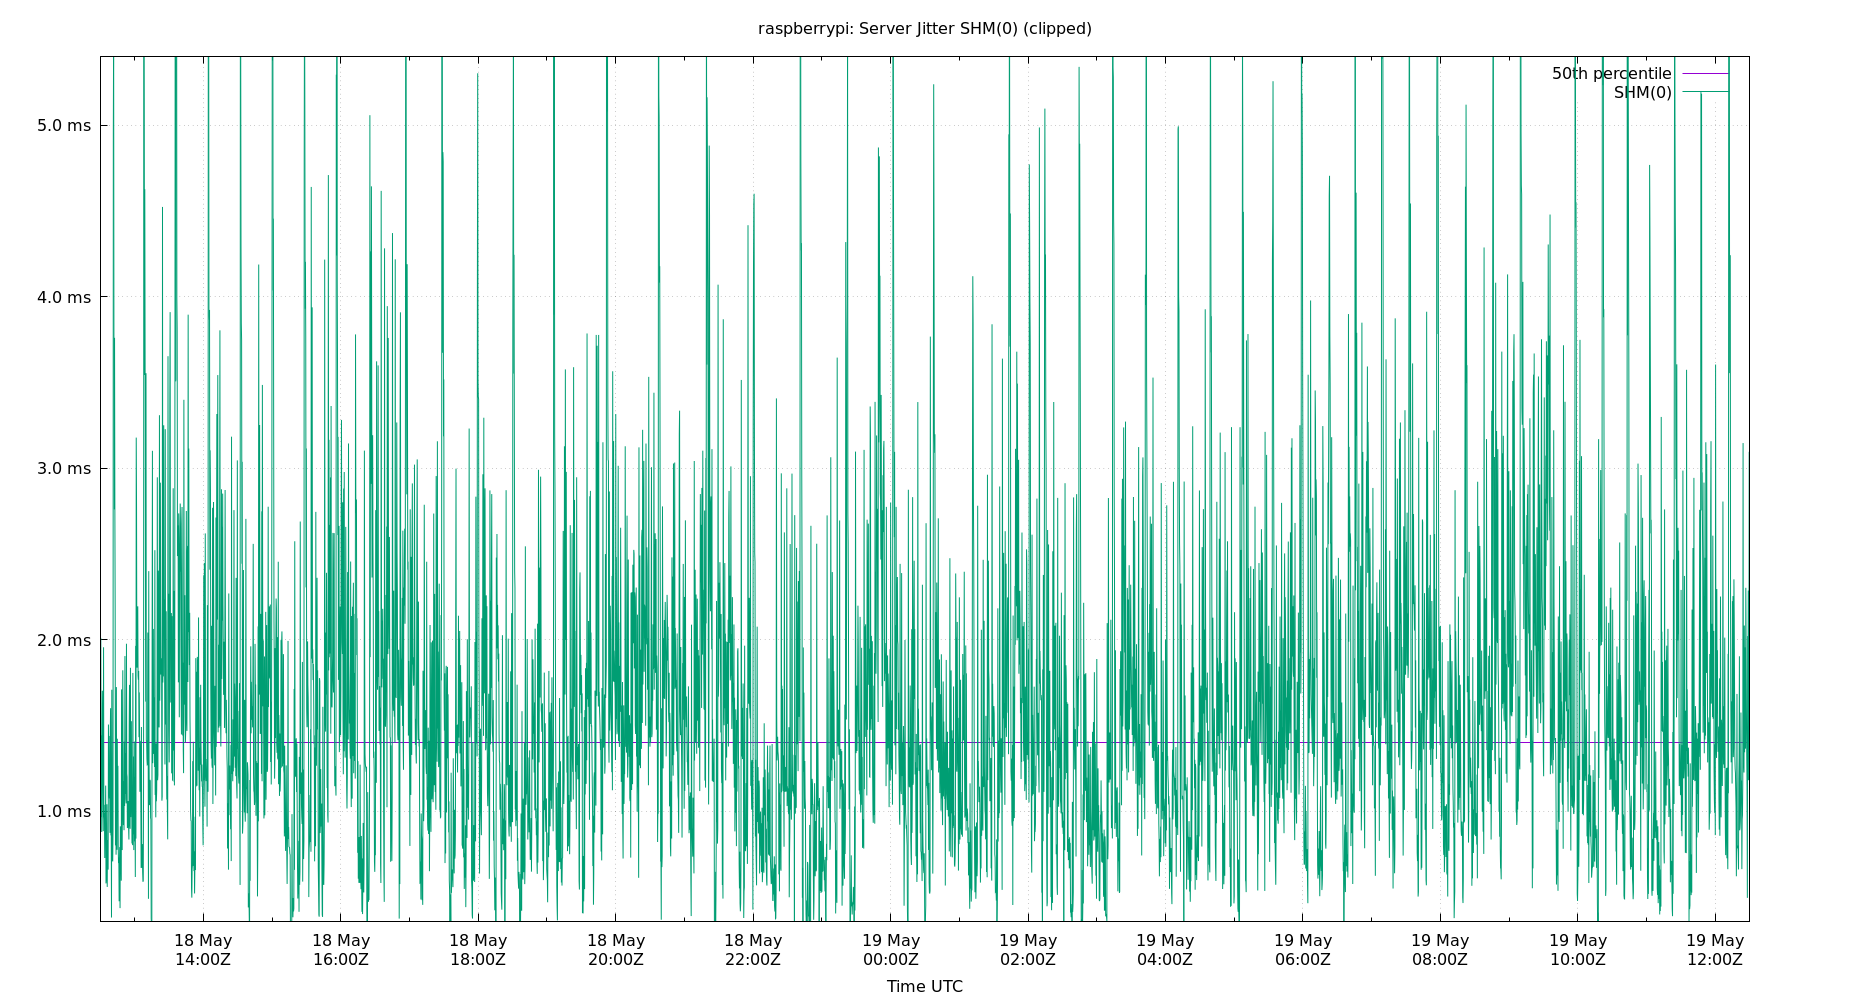 raspberrypi: Server Jitter SHM(0) (clipped)
50th percentile
SHM(0)
5.0 ms
4.0 ms
3.0 ms
2.0 ms
1.0 ms
18 May 18 May 18 May 18 May 18 May 19 May 19 May 19 May 19 May 19 May 19 May 19 May
14:00Z 16:00Z 18:00Z 20:00Z 22:00Z 00:00Z 02:00Z 04:00Z 06:00Z 08:00Z 10:00Z 12:00Z
Time UTC